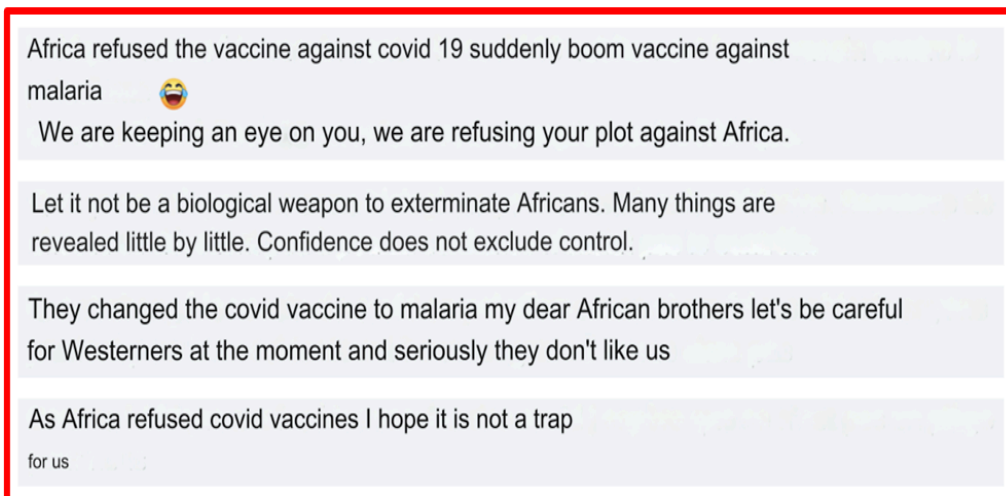 Africa refused the vaccine against covid 19 suddenly boom vaccine against
malaria 😂
We are keeping an eye on you, we are refusing your plot against Africa.
Let it not be a biological weapon to exterminate Africans. Many things are
revealed little by little. Confidence does not exclude control.
They changed the covid vaccine to malaria my dear African brothers let's be careful
for Westerners at the moment and seriously they don't like us
As Africa refused covid vaccines I hope it is not a trap
for us